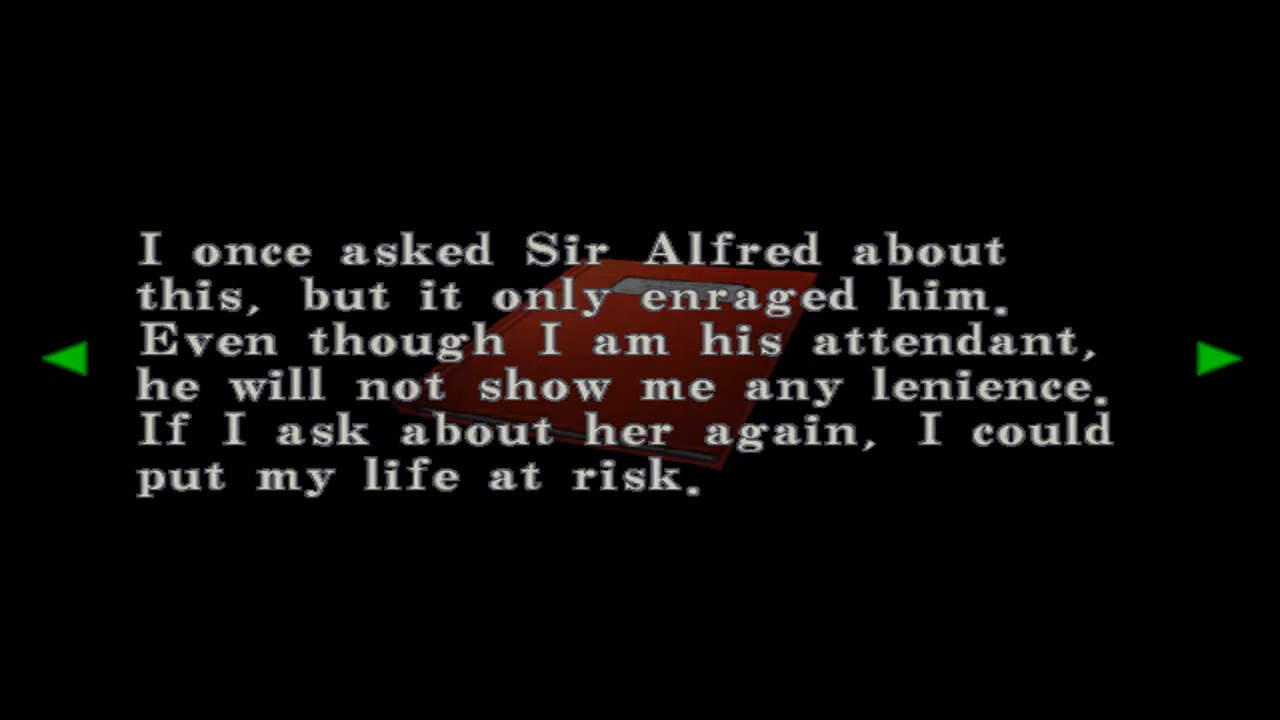 I once asked Sir Alfred about
this, but it only enraged him.
Even though I am his attendant,
he will not show me any lenience.
If I ask about her again, I could
put my life at risk.